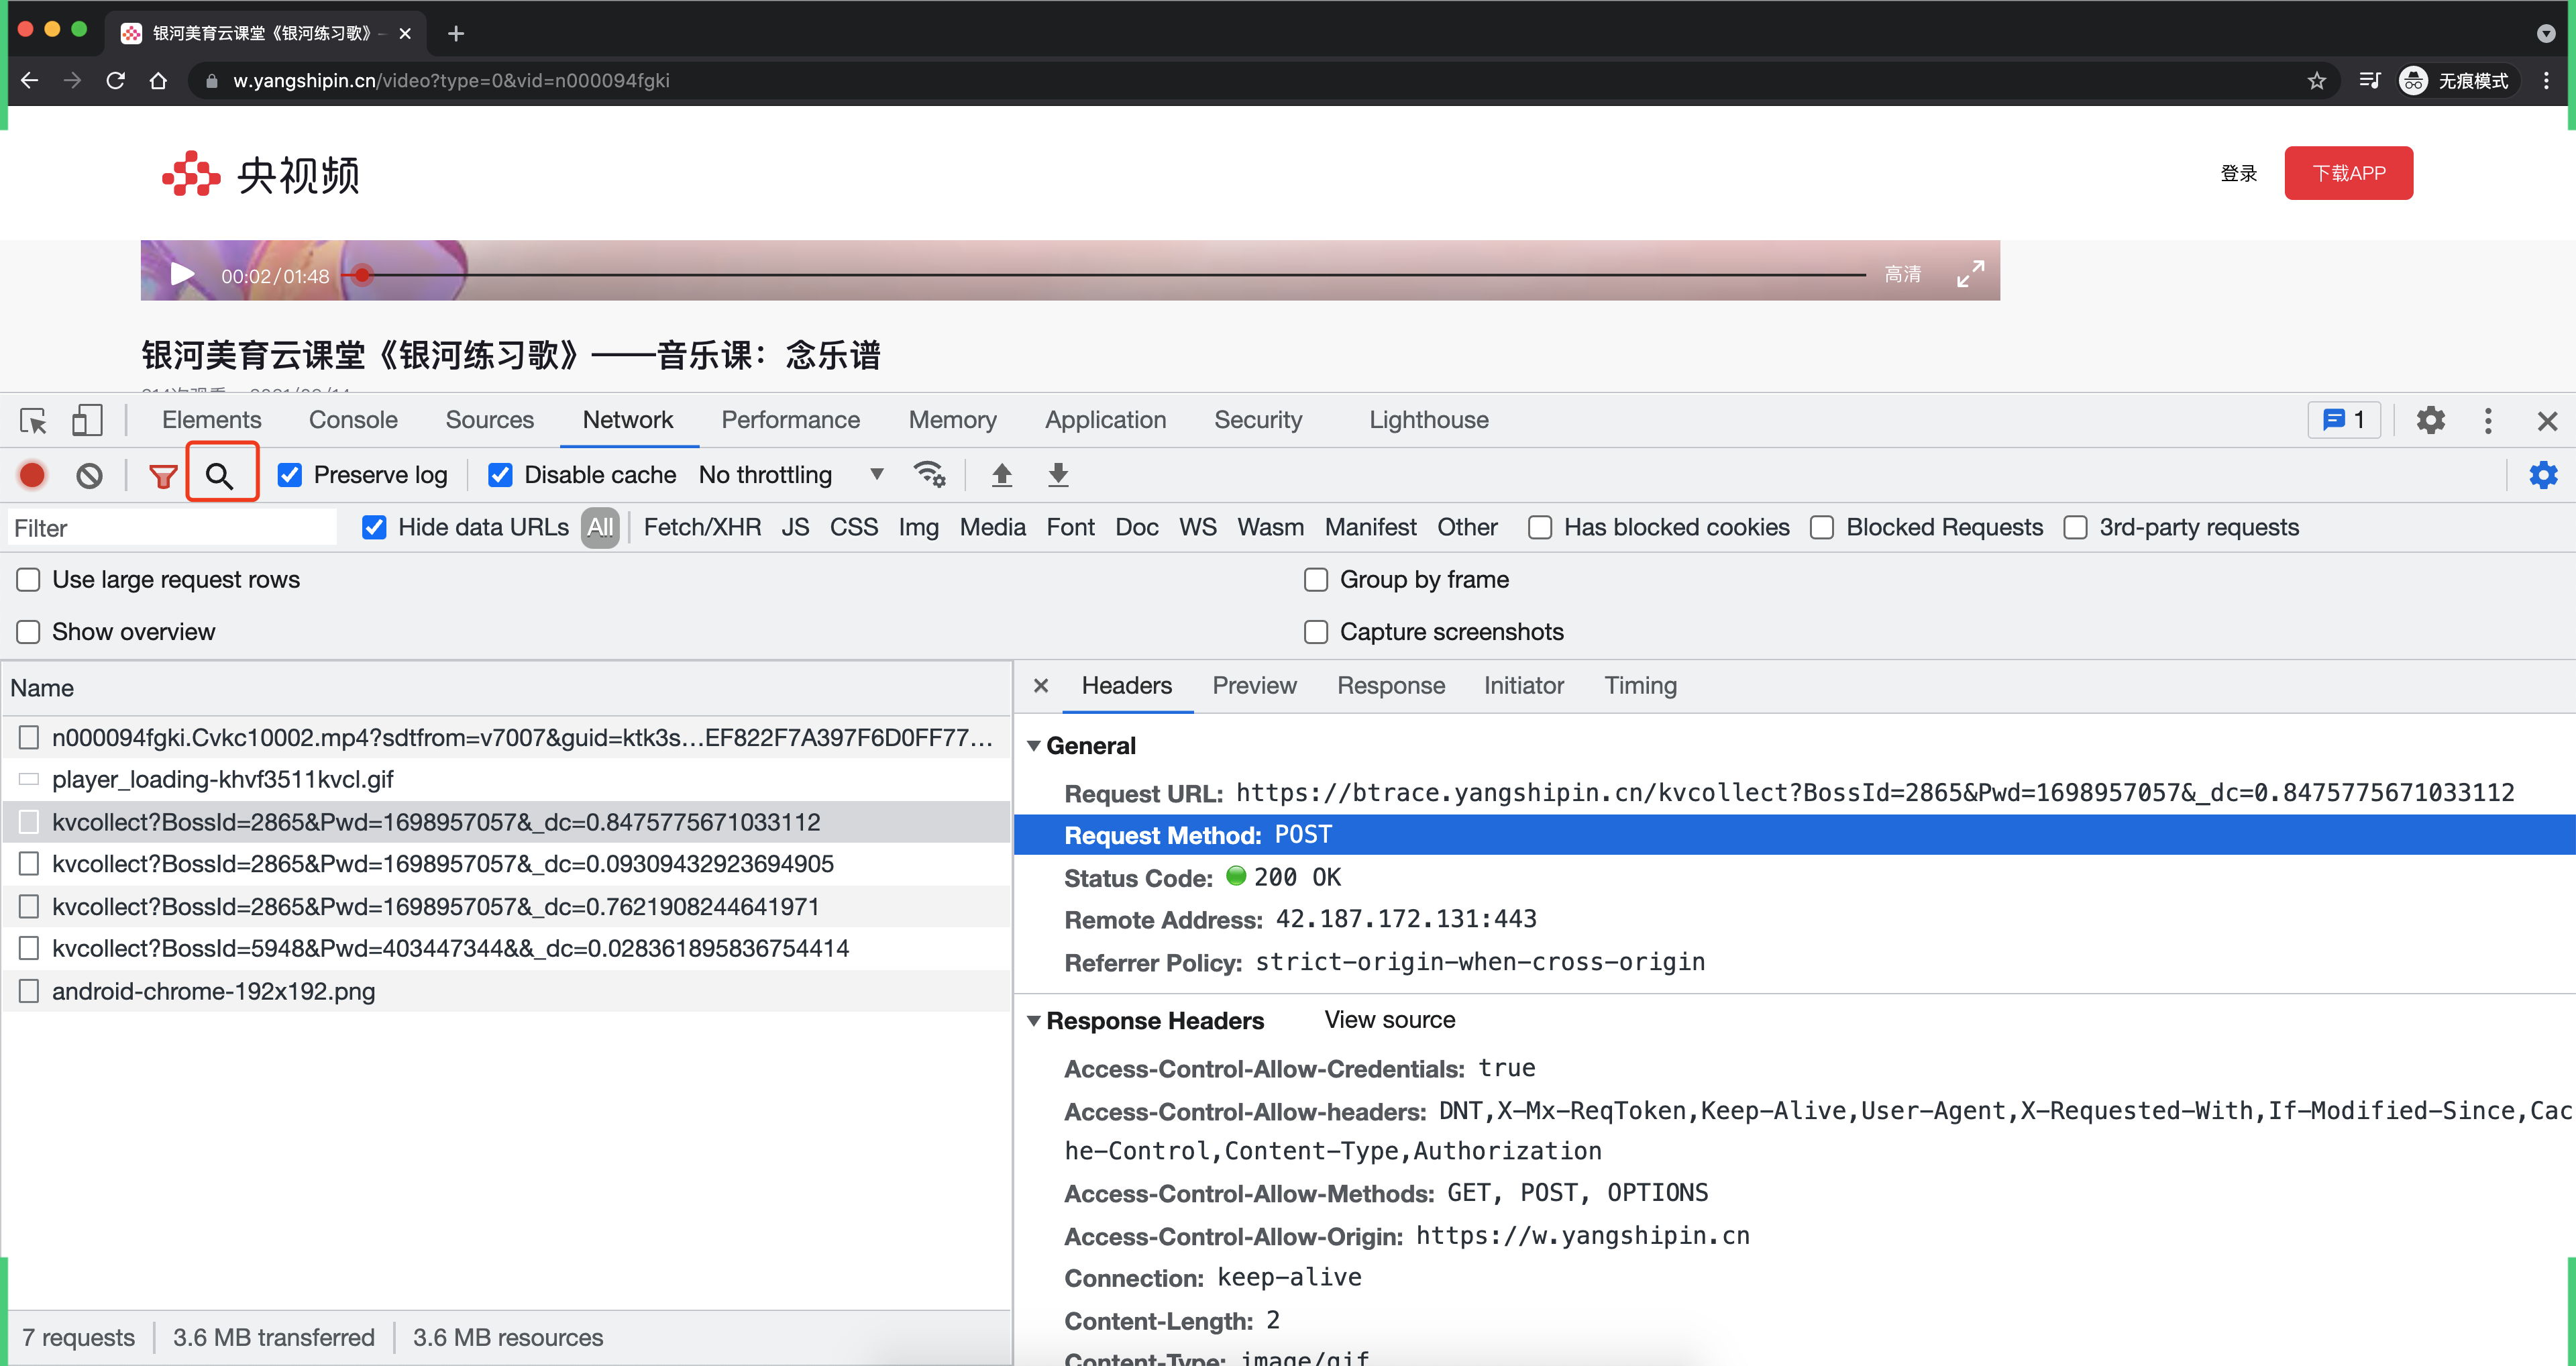 银河美育云课堂《银河练习歌》—
w.yangshipin.cn/video?type=0&vid=n000094fgki
无痕模式
央视频
登录
下载APP
00:02/01:48
高清
银河美育云课堂《银河练习歌》——音乐课：念乐谱
Elements Console Sources Network Performance Memory Application Security Lighthouse 1
Preserve log Disable cache No throttling
Filter Hide data URLs All Fetch/XHR JS CSS Img Media Font Doc WS Wasm Manifest Other Has blocked cookies Blocked Requests 3rd-party requests
Use large request rows Group by frame
Show overview Capture screenshots
Name
n000094fgki.Cvkc10002.mp4?sdtfrom=v7007&guid=ktk3s…EF822F7A397F6D0FF77…
player_loading-khvf3511kvcl.gif
kvcollect?BossId=2865&Pwd=1698957057&_dc=0.8475775671033112
kvcollect?BossId=2865&Pwd=1698957057&_dc=0.09309432923694905
kvcollect?BossId=2865&Pwd=1698957057&_dc=0.7621908244641971
kvcollect?BossId=5948&Pwd=403447344&&_dc=0.028361895836754414
android-chrome-192x192.png
7 requests 3.6 MB transferred 3.6 MB resources
Headers Preview Response Initiator Timing
General
Request URL: https://btrace.yangshipin.cn/kvcollect?BossId=2865&Pwd=1698957057&_dc=0.8475775671033112
Request Method: POST
Status Code: 200 OK
Remote Address: 42.187.172.131:443
Referrer Policy: strict-origin-when-cross-origin
Response Headers View source
Access-Control-Allow-Credentials: true
Access-Control-Allow-headers: DNT,X-Mx-ReqToken,Keep-Alive,User-Agent,X-Requested-With,If-Modified-Since,Cac
he-Control,Content-Type,Authorization
Access-Control-Allow-Methods: GET, POST, OPTIONS
Access-Control-Allow-Origin: https://w.yangshipin.cn
Connection: keep-alive
Content-Length: 2
Content-Type: image/gif